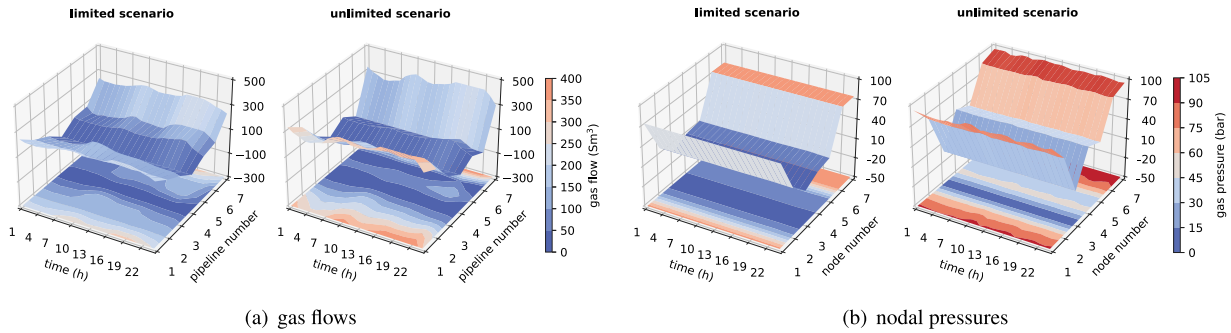 limited scenario
unlimited scenario
500
300
100
−100
−300
1 4 7 10 13 16 19 22
time (h)
1 2 3 4 5 6 7
pipeline number
500
300
100
−100
−300
1 4 7 10 13 16 19 22
time (h)
1 2 3 4 5 6 7
pipeline number
400
350
300
250
200
150
100
50
0
gas flow (Sm³)
(a) gas flows
limited scenario
unlimited scenario
100
70
40
10
−20
−50
1 4 7 10 13 16 19 22
time (h)
1 2 3 4 5 6 7
node number
100
70
40
10
−20
−50
1 4 7 10 13 16 19 22
time (h)
1 2 3 4 5 6 7
node number
105
90
75
60
45
30
15
0
gas pressure (bar)
(b) nodal pressures